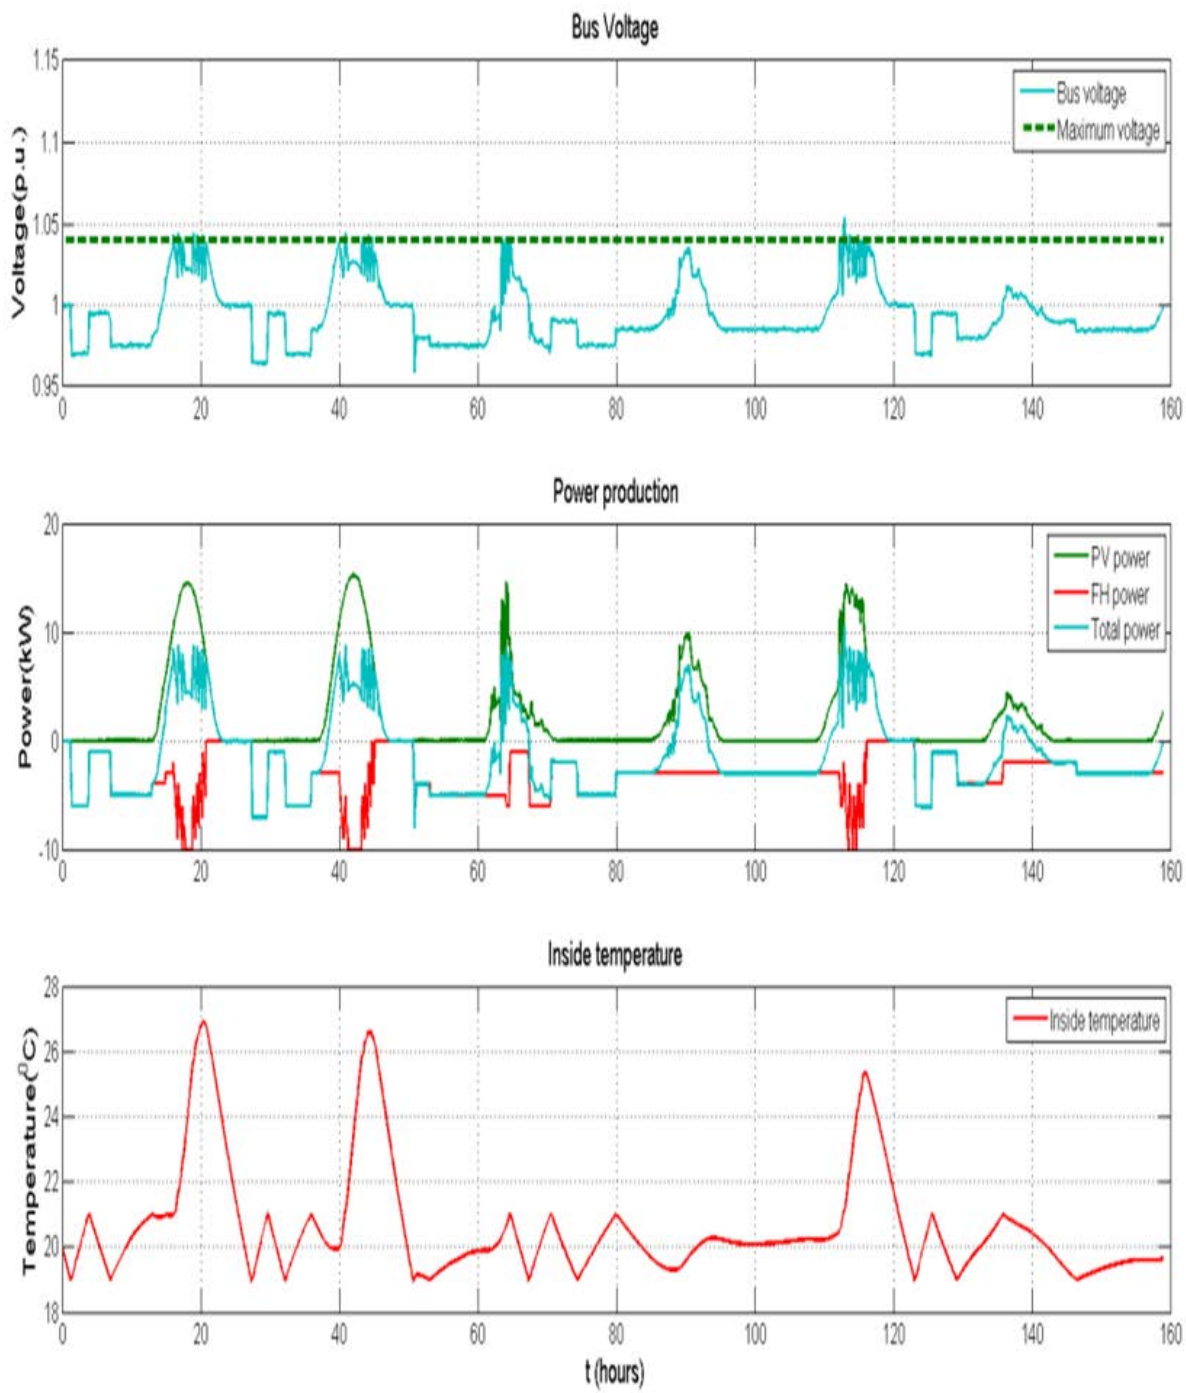 Bus Voltage
1.15
1.1
1.05
1
0.95
Voltage(p.u.)
Bus voltage
Maximum voltage
0 20 40 60 80 100 120 140 160
Power production
20
10
0
-10
Power(kW)
PV power
FH power
Total power
0 20 40 60 80 100 120 140 160
Inside temperature
28
26
24
22
20
18
Temperature(⁰C)
Inside temperature
0 20 40 60 80 100 120 140 160
t (hours)